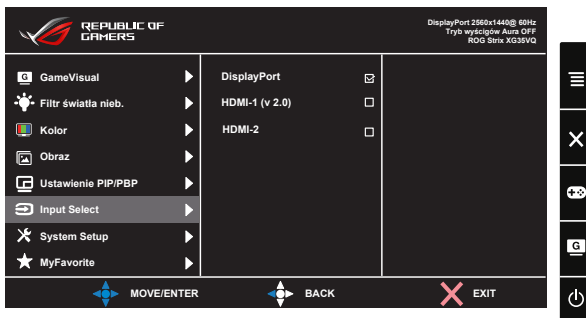 REPUBLIC OF
GAMERS
DisplayPort 2560x1440@ 60Hz
Tryb wyścigów Aura OFF
ROG Strix XG35VQ
G GameVisual
Filtr światła nieb.
Kolor
Obraz
Ustawienie PIP/PBP
Input Select
System Setup
MyFavorite
DisplayPort
HDMI-1 (v 2.0)
HDMI-2
MOVE/ENTER
BACK
EXIT
G